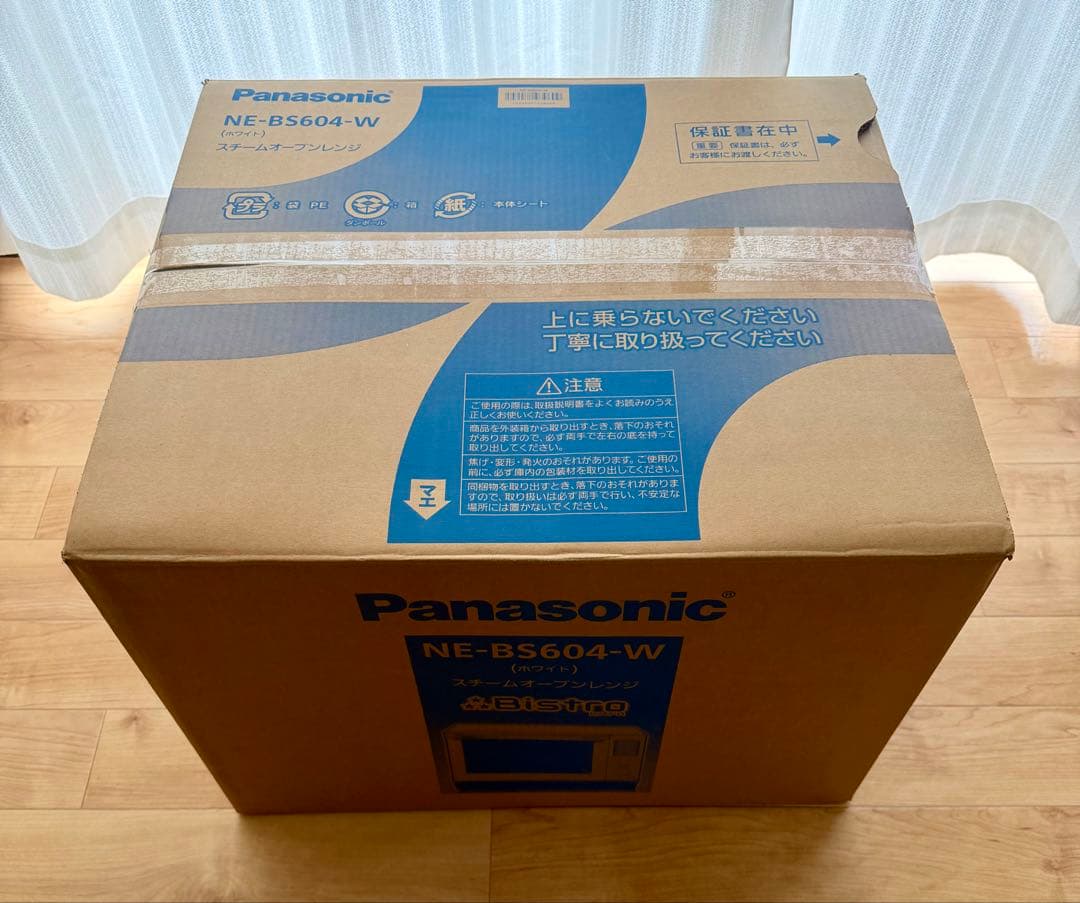 Panasonic
NE-BS604-W
(ホワイト)
スチームオーブンレンジ
保証書在中
重要 保証書は、必ず
お客様にお渡しください。
プラ : 袋 PE
ダンボール : 箱
紙 : 本体シート
上に乗らないでください
丁寧に取り扱ってください
注意
ご使用の際は、取扱説明書をよくお読みのうえ
正しくお使いください。
商品を外装箱から取り出すとき、落下のおそれ
がありますので、必ず両手で左右の底を持って
取り出してください。
焦げ・変形・発火のおそれがあります。ご使用の
前に、必ず庫内の包装材を取り出してください。
同梱物を取り出すとき、落下のおそれがありま
すので、取り扱いは必ず両手で行い、不安定な
場所には置かないでください。
マエ
Panasonic®
NE-BS604-W
(ホワイト)
スチームオーブンレンジ
Bistro